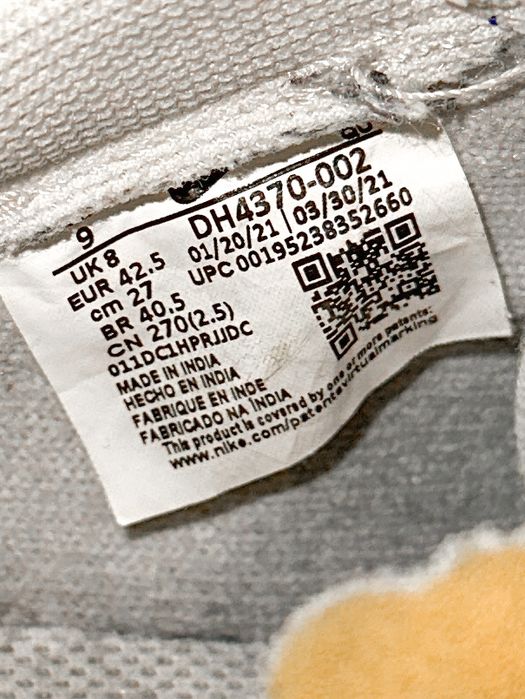 9
UK 8
EUR 42.5
cm 27
BR 40.5
CN 270(2.5)
011DC1HPRJJDC
MADE IN INDIA
HECHO EN INDIA
FABRIQUE EN INDE
FABRICADO NA INDIA
This product is covered by one or more patents:
www.nike.com/patentsvirtualmarking
DH4370-002
01/20/21 | 03/30/21
UPC 00195238352660